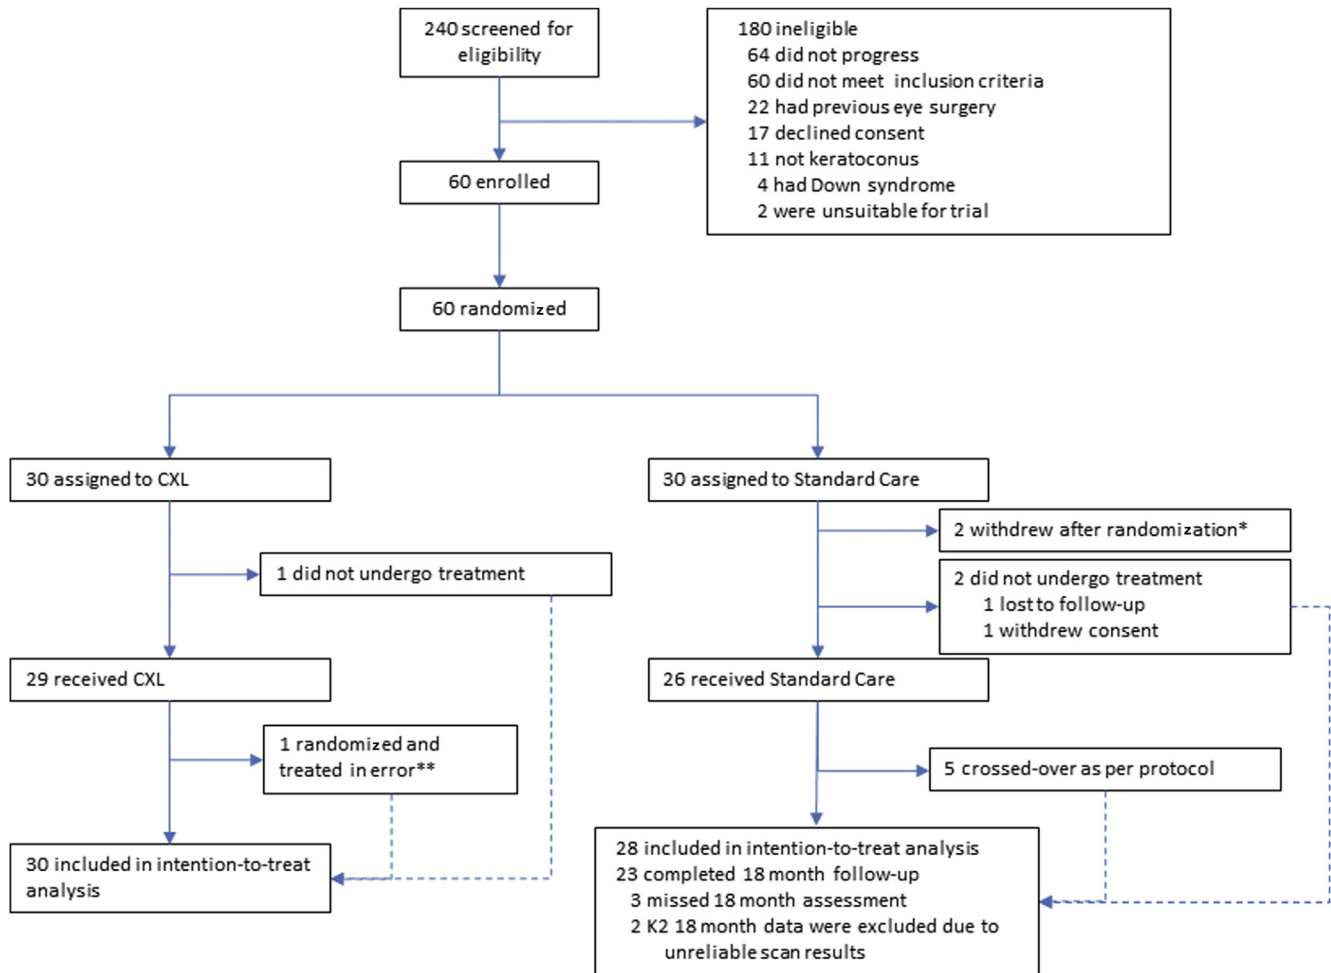 240 screened for
eligibility
180 ineligible
64 did not progress
60 did not meet inclusion criteria
22 had previous eye surgery
17 declined consent
11 not keratoconus
4 had Down syndrome
2 were unsuitable for trial
60 enrolled
60 randomized
30 assigned to CXL
30 assigned to Standard Care
2 withdrew after randomization*
1 did not undergo treatment
2 did not undergo treatment
1 lost to follow-up
1 withdrew consent
29 received CXL
26 received Standard Care
1 randomized and
treated in error**
5 crossed-over as per protocol
30 included in intention-to-treat
analysis
28 included in intention-to-treat analysis
23 completed 18 month follow-up
3 missed 18 month assessment
2 K2 18 month data were excluded due to
unreliable scan results